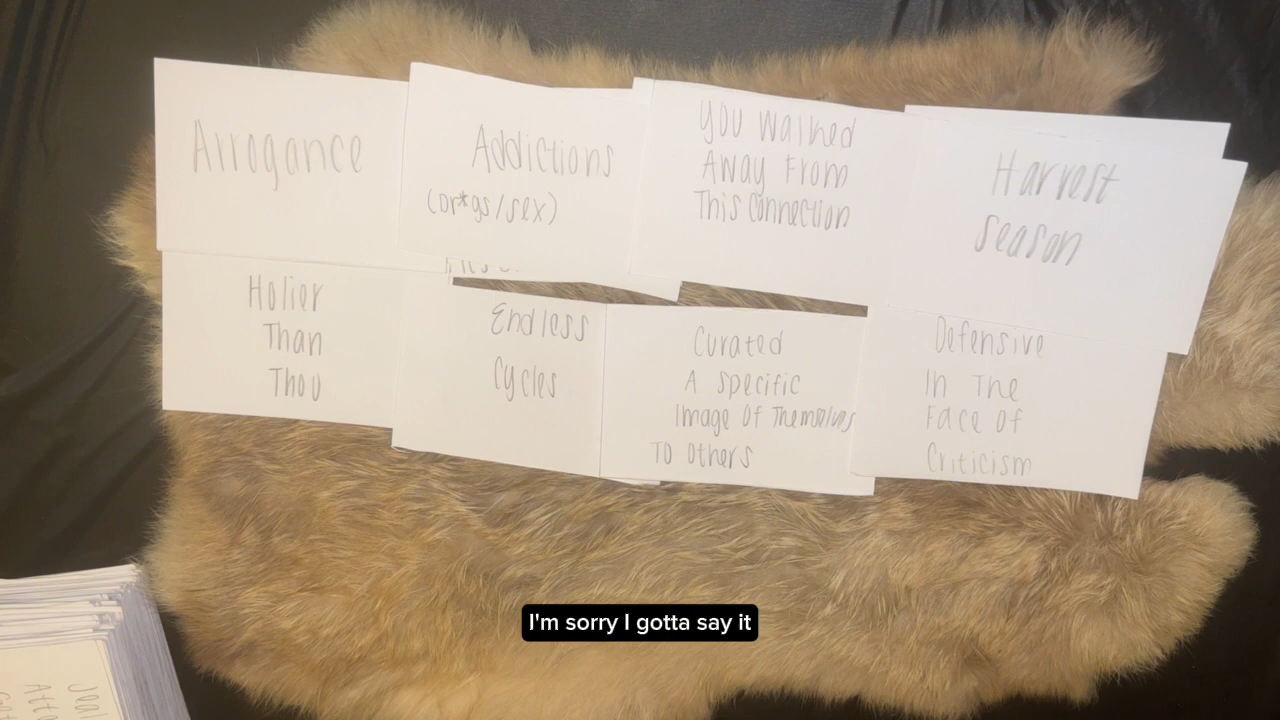 Arrogance
Addictions
(Dr*gs/sex)
You Walked
Away From
This Connection
Harvest
Season
Holier
Than
Thou
Endless
Cycles
Curated
A Specific
Image Of Themselves
To Others
Defensive
In The
Face Of
Criticism
I'm sorry I gotta say it